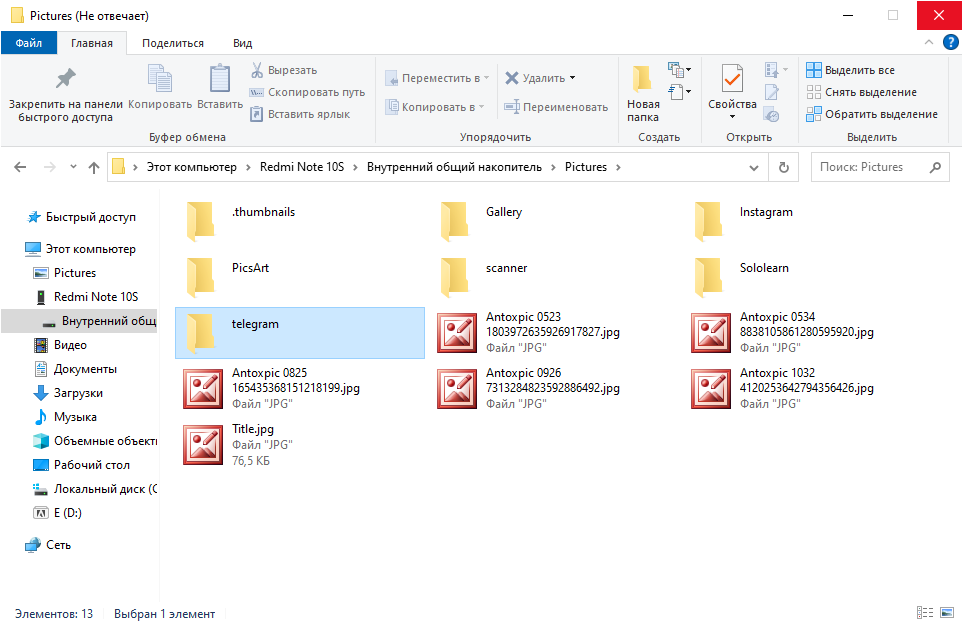 Pictures (Не отвечает)
Файл
Главная
Поделиться
Вид
Закрепить на панели
быстрого доступа
Копировать
Вставить
Вырезать
Скопировать путь
Вставить ярлык
Буфер обмена
Переместить в
Копировать в
Удалить
Переименовать
Упорядочить
Новая
папка
Создать
Свойства
Открыть
Выделить все
Снять выделение
Обратить выделение
Выделить
Этот компьютер > Redmi Note 10S > Внутренний общий накопитель > Pictures >
Поиск: Pictures
Быстрый доступ
Этот компьютер
Pictures
Redmi Note 10S
Внутренний общ
Видео
Документы
Загрузки
Музыка
Объемные объекты
Рабочий стол
Локальный диск (C
E (D:)
Сеть
.thumbnails
Gallery
Instagram
PicsArt
scanner
Sololearn
telegram
Antoxpic 0523
1803972635926917827.jpg
Файл "JPG"
Antoxpic 0534
8838105861280595920.jpg
Файл "JPG"
Antoxpic 0825
165435368151218199.jpg
Файл "JPG"
Antoxpic 0926
7313284823592886492.jpg
Файл "JPG"
Antoxpic 1032
4120253642794356426.jpg
Файл "JPG"
Title.jpg
Файл "JPG"
76,5 КБ
Элементов: 13
Выбран 1 элемент